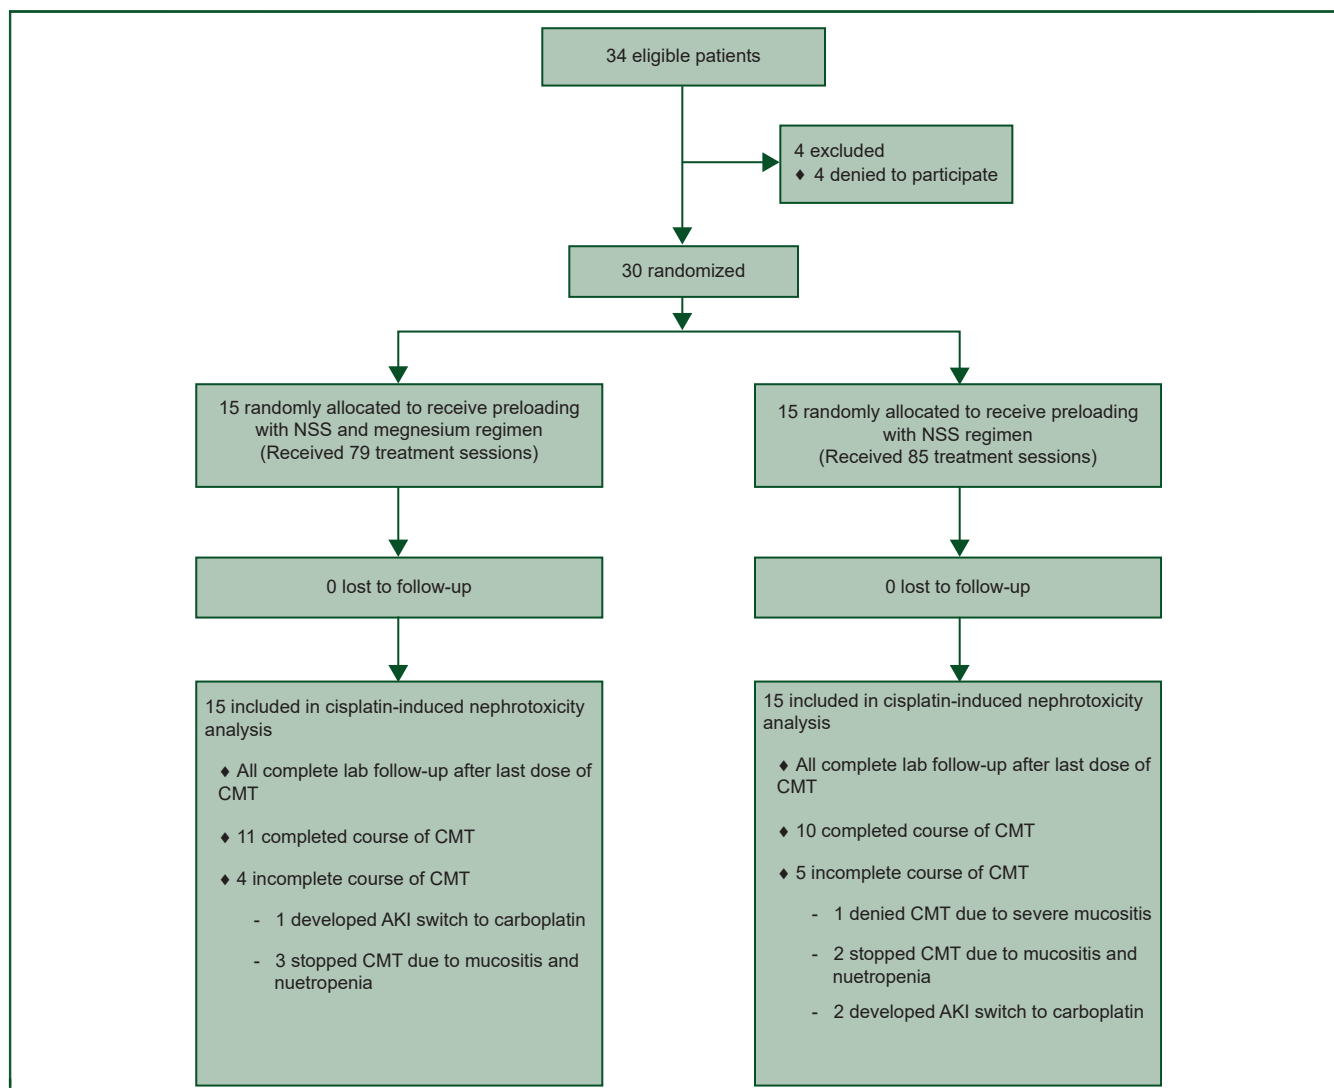 34 eligible patients
4 excluded
♦ 4 denied to participate
30 randomized
15 randomly allocated to receive preloading
with NSS and megnesium regimen
(Received 79 treatment sessions)
15 randomly allocated to receive preloading
with NSS regimen
(Received 85 treatment sessions)
0 lost to follow-up
0 lost to follow-up
15 included in cisplatin-induced nephrotoxicity
analysis
♦ All complete lab follow-up after last dose of
CMT
♦ 11 completed course of CMT
♦ 4 incomplete course of CMT
- 1 developed AKI switch to carboplatin
- 3 stopped CMT due to mucositis and
nuetropenia
15 included in cisplatin-induced nephrotoxicity
analysis
♦ All complete lab follow-up after last dose of
CMT
♦ 10 completed course of CMT
♦ 5 incomplete course of CMT
- 1 denied CMT due to severe mucositis
- 2 stopped CMT due to mucositis and
nuetropenia
- 2 developed AKI switch to carboplatin